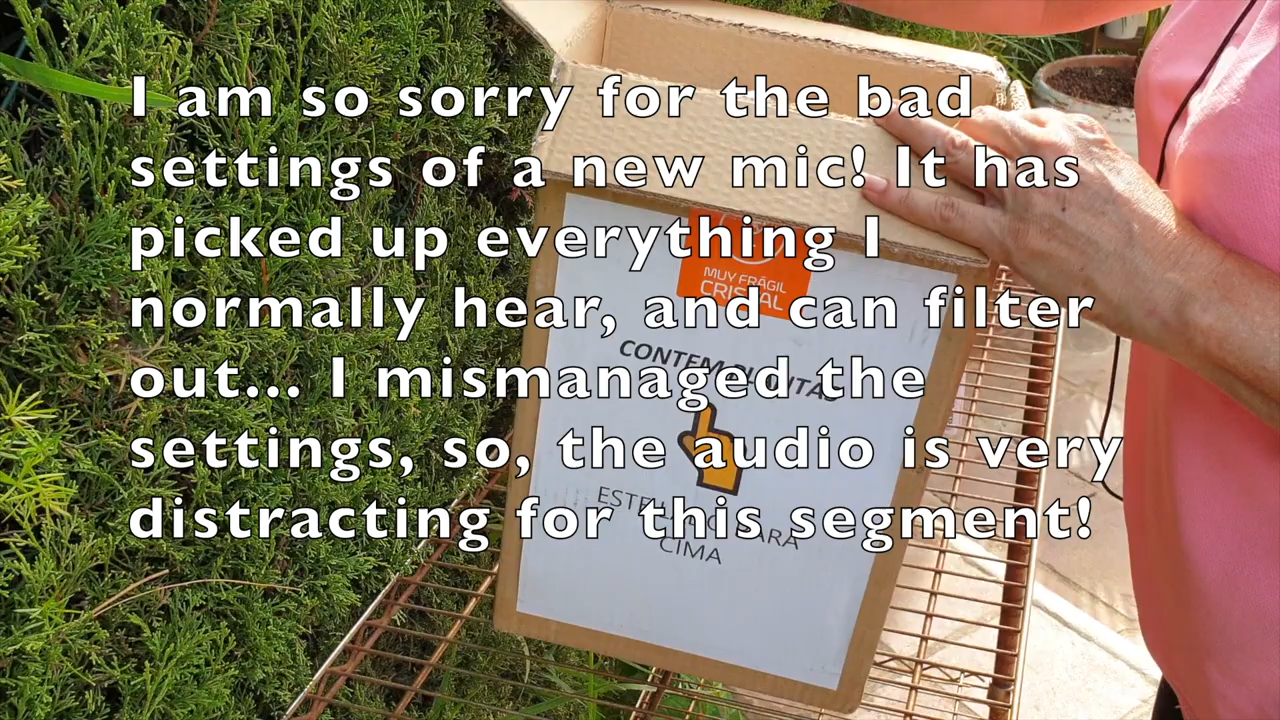 I am so sorry for the bad
settings of a new mic! It has
picked up everything I
normally hear, and can filter
out... I mismanaged the
settings, so, the audio is very
distracting for this segment!
MUY FRÁGIL
CRISTAL
CIMA